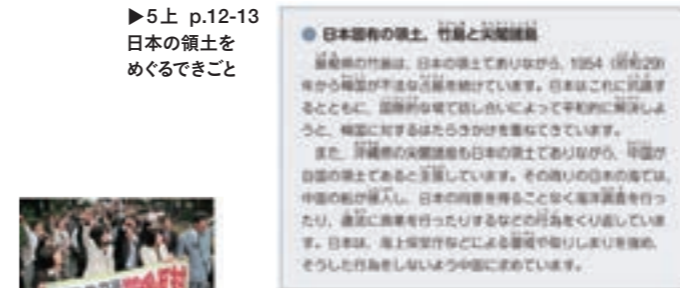 ▶5上 p.12-13
日本の領土を
めぐるできごと
● 日本固有の領土，竹島と尖閣諸島
島根県の竹島は，日本の領土でありながら，1954（昭和29）
年から韓国が不法な占拠を続けています。日本はこれに抗議す
るとともに，国際的な場で話し合いによって平和的に解決しよ
うと，韓国に対するはたらきかけを重ねてきています。
また，沖縄県の尖閣諸島も日本の領土でありながら，中国が
自国の領土であると主張しています。その周りの日本の海では，
中国の船が侵入し，日本の同意を得ることなく海洋調査を行っ
たり，違法に漁業を行ったりするなどの行為をくり返していま
す。日本は，海上保安庁などによる警戒や取りしまりを強め，
そうした行為をしないよう中国に求めています。